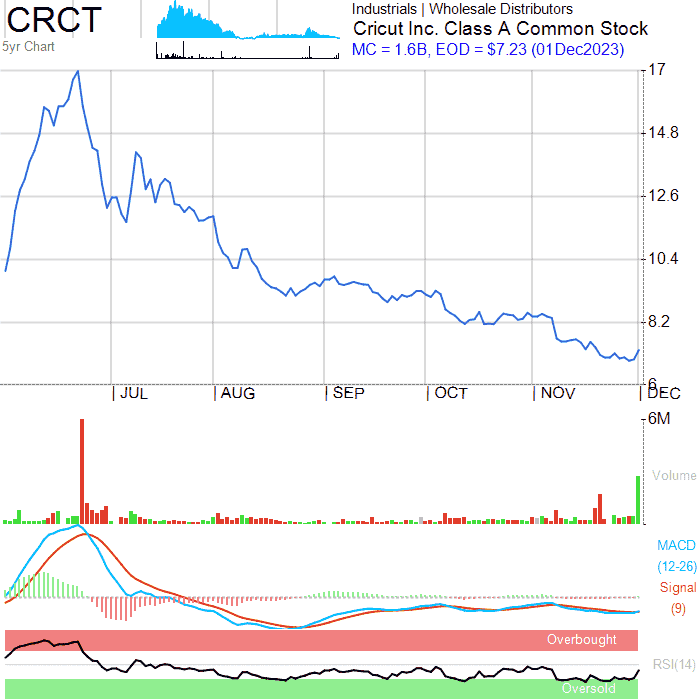 CRCT
5yr Chart
Industrials | Wholesale Distributors
Cricut Inc. Class A Common Stock
MC = 1.6B, EOD = $7.23 (01Dec2023)
17
14.8
12.6
10.4
8.2
6
JUL
AUG
SEP
OCT
NOV
DEC
6M
Volume
MACD
(12-26)
Signal
(9)
Overbought
RSI(14)
Oversold